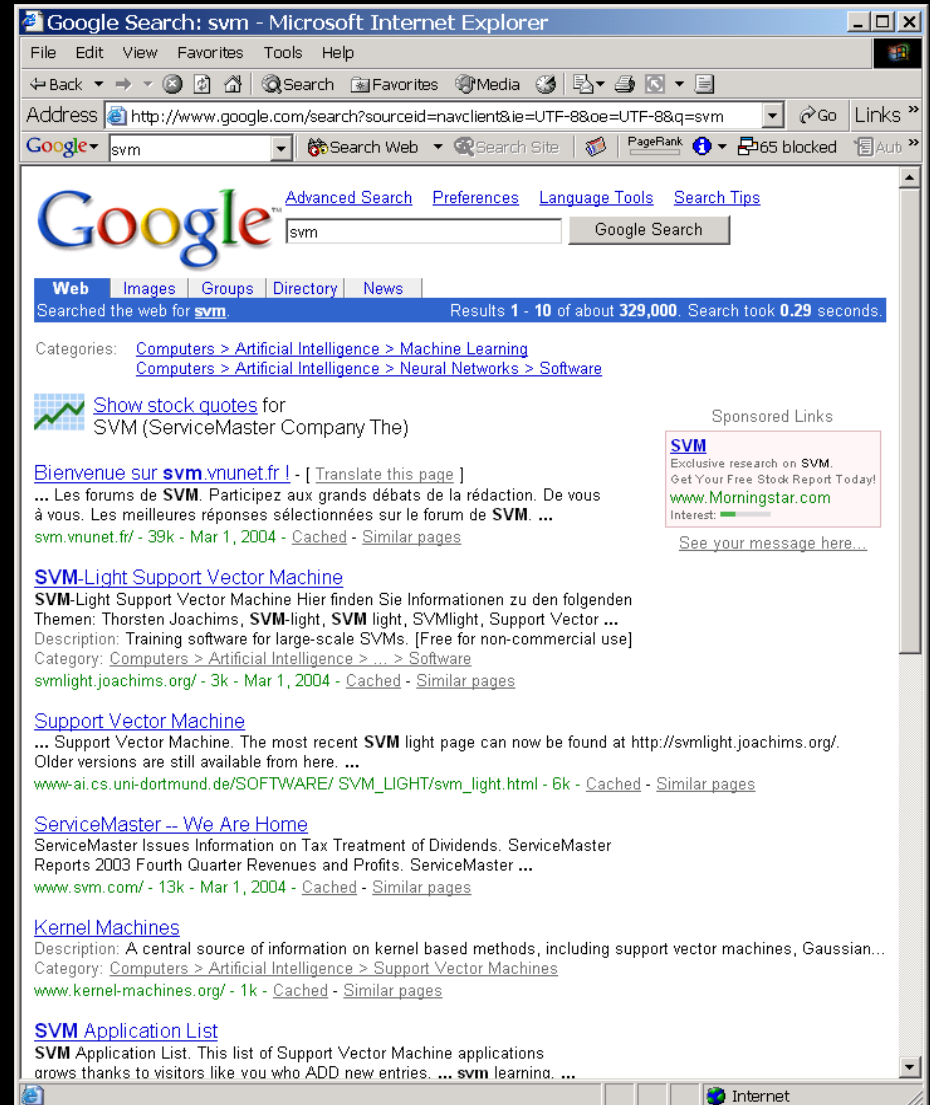 Google Search: svm - Microsoft Internet Explorer
File Edit View Favorites Tools Help
Back Search Favorites Media
Address http://www.google.com/search?sourceid=navclient&ie=UTF-8&oe=UTF-8&q=svm Go Links »
Google svm Search Web Search Site PageRank 65 blocked Aut »
Google™
Advanced Search Preferences Language Tools Search Tips
svm Google Search
Web Images Groups Directory News
Searched the web for svm. Results 1 - 10 of about 329,000. Search took 0.29 seconds.
Categories: Computers > Artificial Intelligence > Machine Learning
Computers > Artificial Intelligence > Neural Networks > Software
Show stock quotes for
SVM (ServiceMaster Company The)
Sponsored Links
SVM
Exclusive research on SVM.
Get Your Free Stock Report Today!
www.Morningstar.com
Interest:
See your message here...
Bienvenue sur svm.vnunet.fr ! - [ Translate this page ]
... Les forums de SVM. Participez aux grands débats de la rédaction. De vous
à vous. Les meilleures réponses sélectionnées sur le forum de SVM. ...
svm.vnunet.fr/ - 39k - Mar 1, 2004 - Cached - Similar pages
SVM-Light Support Vector Machine
SVM-Light Support Vector Machine Hier finden Sie Informationen zu den folgenden
Themen: Thorsten Joachims, SVM-light, SVM light, SVMlight, Support Vector ...
Description: Training software for large-scale SVMs. [Free for non-commercial use]
Category: Computers > Artificial Intelligence > ... > Software
svmlight.joachims.org/ - 3k - Mar 1, 2004 - Cached - Similar pages
Support Vector Machine
... Support Vector Machine. The most recent SVM light page can now be found at http://svmlight.joachims.org/.
Older versions are still available from here. ...
www-ai.cs.uni-dortmund.de/SOFTWARE/ SVM_LIGHT/svm_light.html - 6k - Cached - Similar pages
ServiceMaster -- We Are Home
ServiceMaster Issues Information on Tax Treatment of Dividends. ServiceMaster
Reports 2003 Fourth Quarter Revenues and Profits. ServiceMaster ...
www.svm.com/ - 13k - Mar 1, 2004 - Cached - Similar pages
Kernel Machines
Description: A central source of information on kernel based methods, including support vector machines, Gaussian...
Category: Computers > Artificial Intelligence > Support Vector Machines
www.kernel-machines.org/ - 1k - Cached - Similar pages
SVM Application List
SVM Application List. This list of Support Vector Machine applications
grows thanks to visitors like you who ADD new entries. ... svm learning. ...
Internet